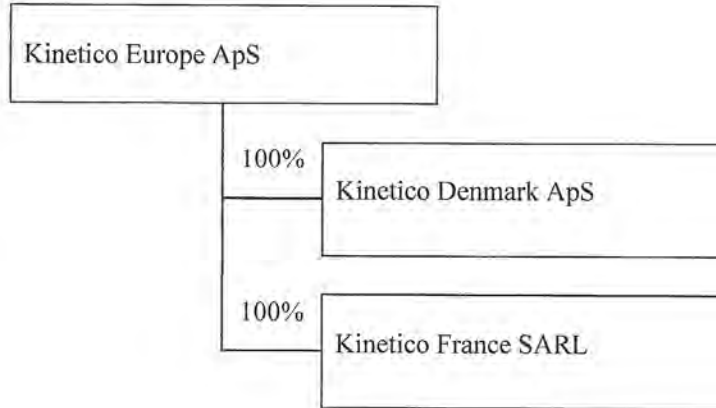 Kinetico Europe ApS
100%
Kinetico Denmark ApS
100%
Kinetico France SARL